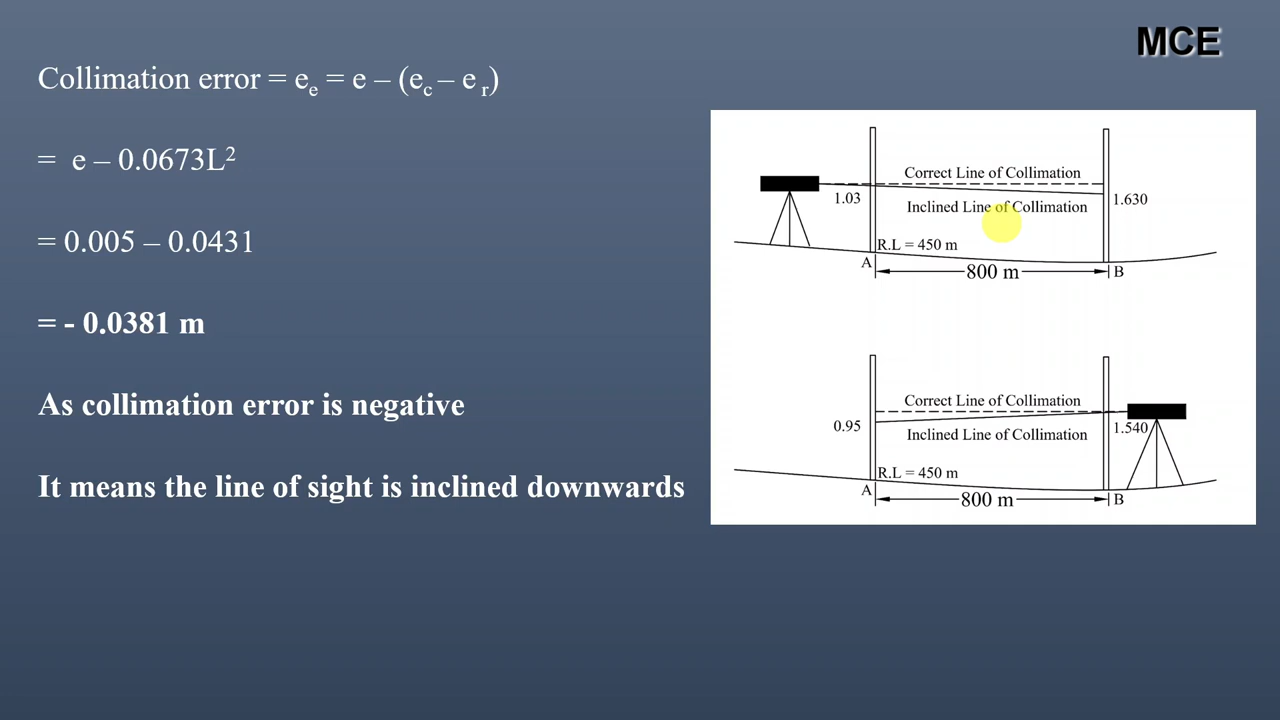 MCE
Collimation error = eₑ = e – (e꜀ – e ᵣ)
= e – 0.0673L²
= 0.005 – 0.0431
= - 0.0381 m
As collimation error is negative
It means the line of sight is inclined downwards
Correct Line of Collimation
1.03
Inclined Line of Collimation
1.630
R.L = 450 m
A
800 m
B
Correct Line of Collimation
0.95
Inclined Line of Collimation
1.540
R.L = 450 m
A
800 m
B